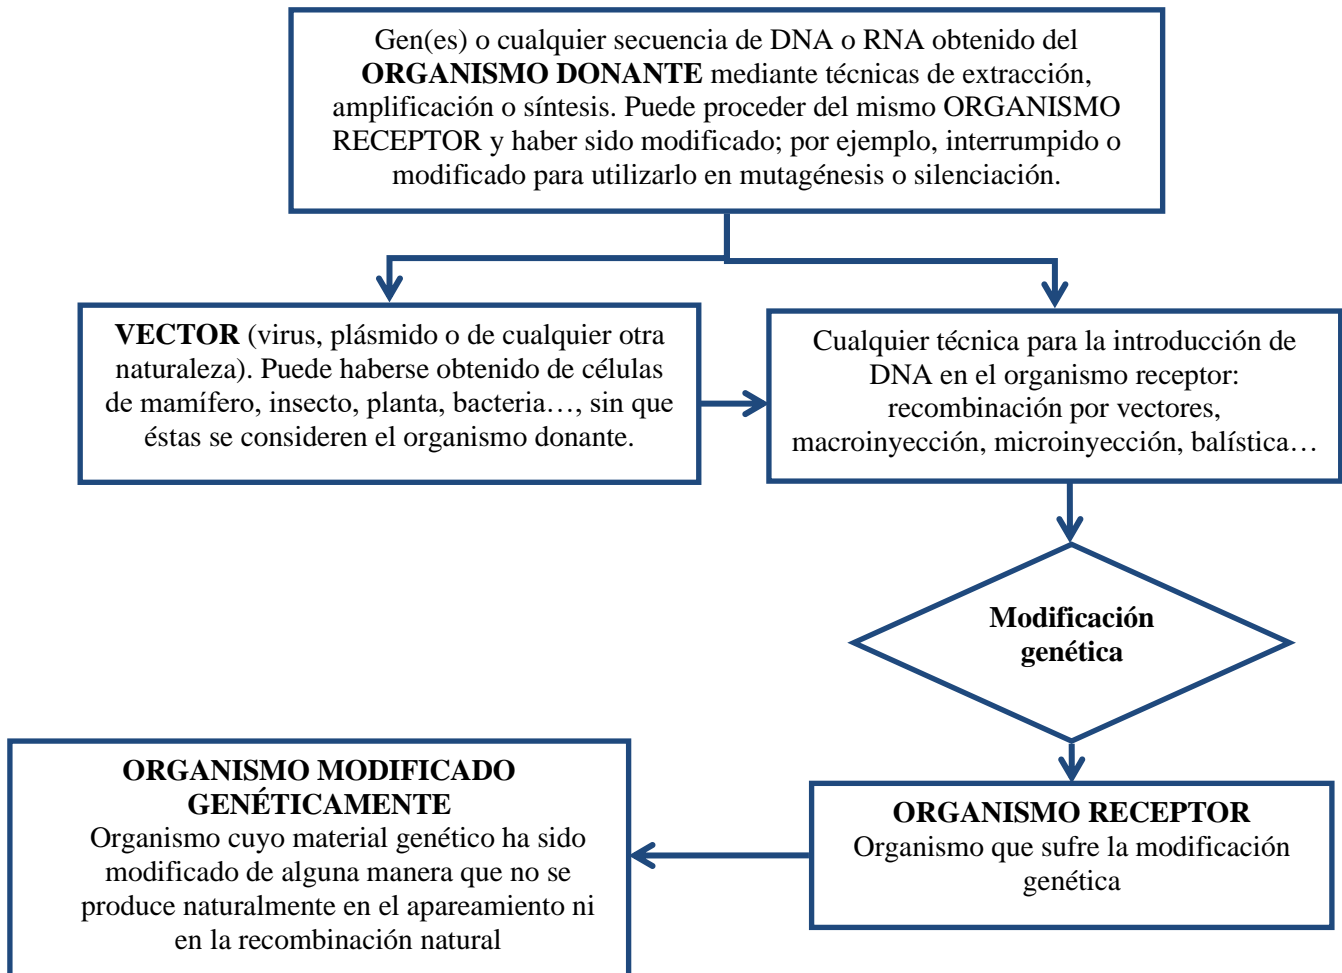 Gen(es) o cualquier secuencia de DNA o RNA obtenido del
ORGANISMO DONANTE mediante técnicas de extracción,
amplificación o síntesis. Puede proceder del mismo ORGANISMO
RECEPTOR y haber sido modificado; por ejemplo, interrumpido o
modificado para utilizarlo en mutagénesis o silenciación.
VECTOR (virus, plásmido o de cualquier otra
naturaleza). Puede haberse obtenido de células
de mamífero, insecto, planta, bacteria…, sin que
éstas se consideren el organismo donante.
Cualquier técnica para la introducción de
DNA en el organismo receptor:
recombinación por vectores,
macroinyección, microinyección, balística…
Modificación
genética
ORGANISMO RECEPTOR
Organismo que sufre la modificación
genética
ORGANISMO MODIFICADO
GENÉTICAMENTE
Organismo cuyo material genético ha sido
modificado de alguna manera que no se
produce naturalmente en el apareamiento ni
en la recombinación natural